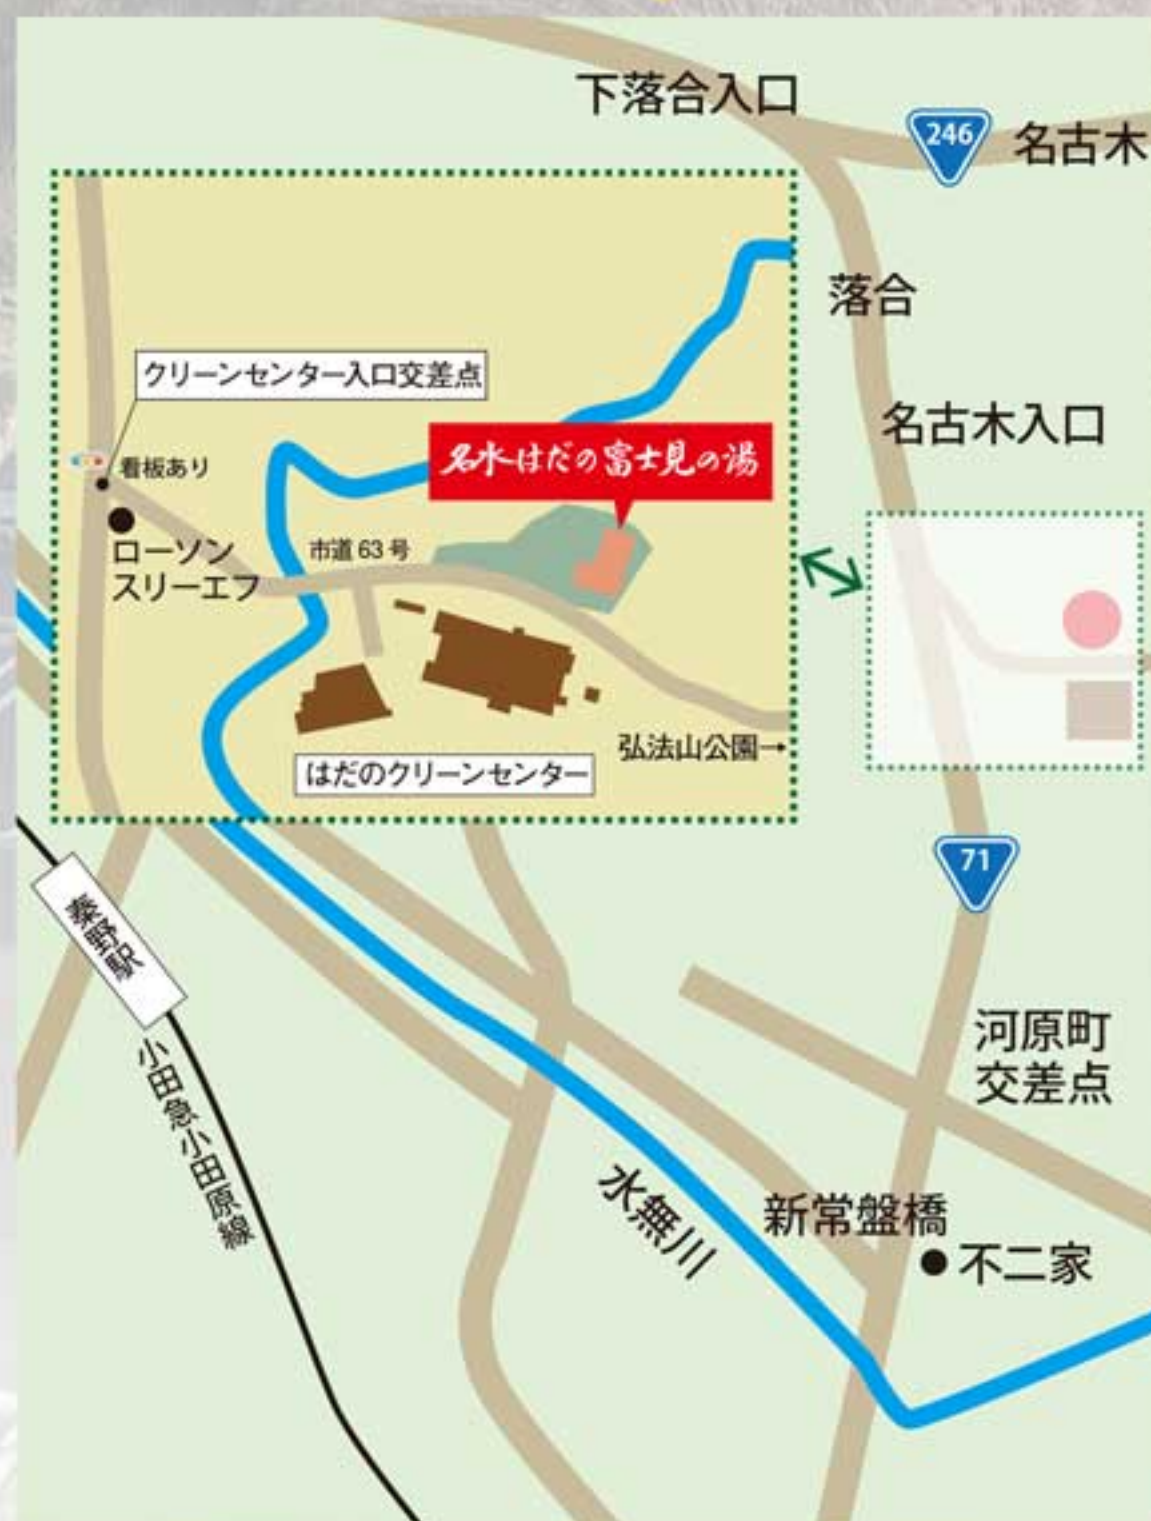 下落合入口
246
名古木
落合
クリーンセンター入口交差点
名古木入口
看板あり
名水はだの富士見の湯
ローソン
スリーエフ
市道63号
弘法山公園→
はだのクリーンセンター
71
秦野駅
河原町
交差点
小田急小田原線
水無川
新常盤橋
不二家